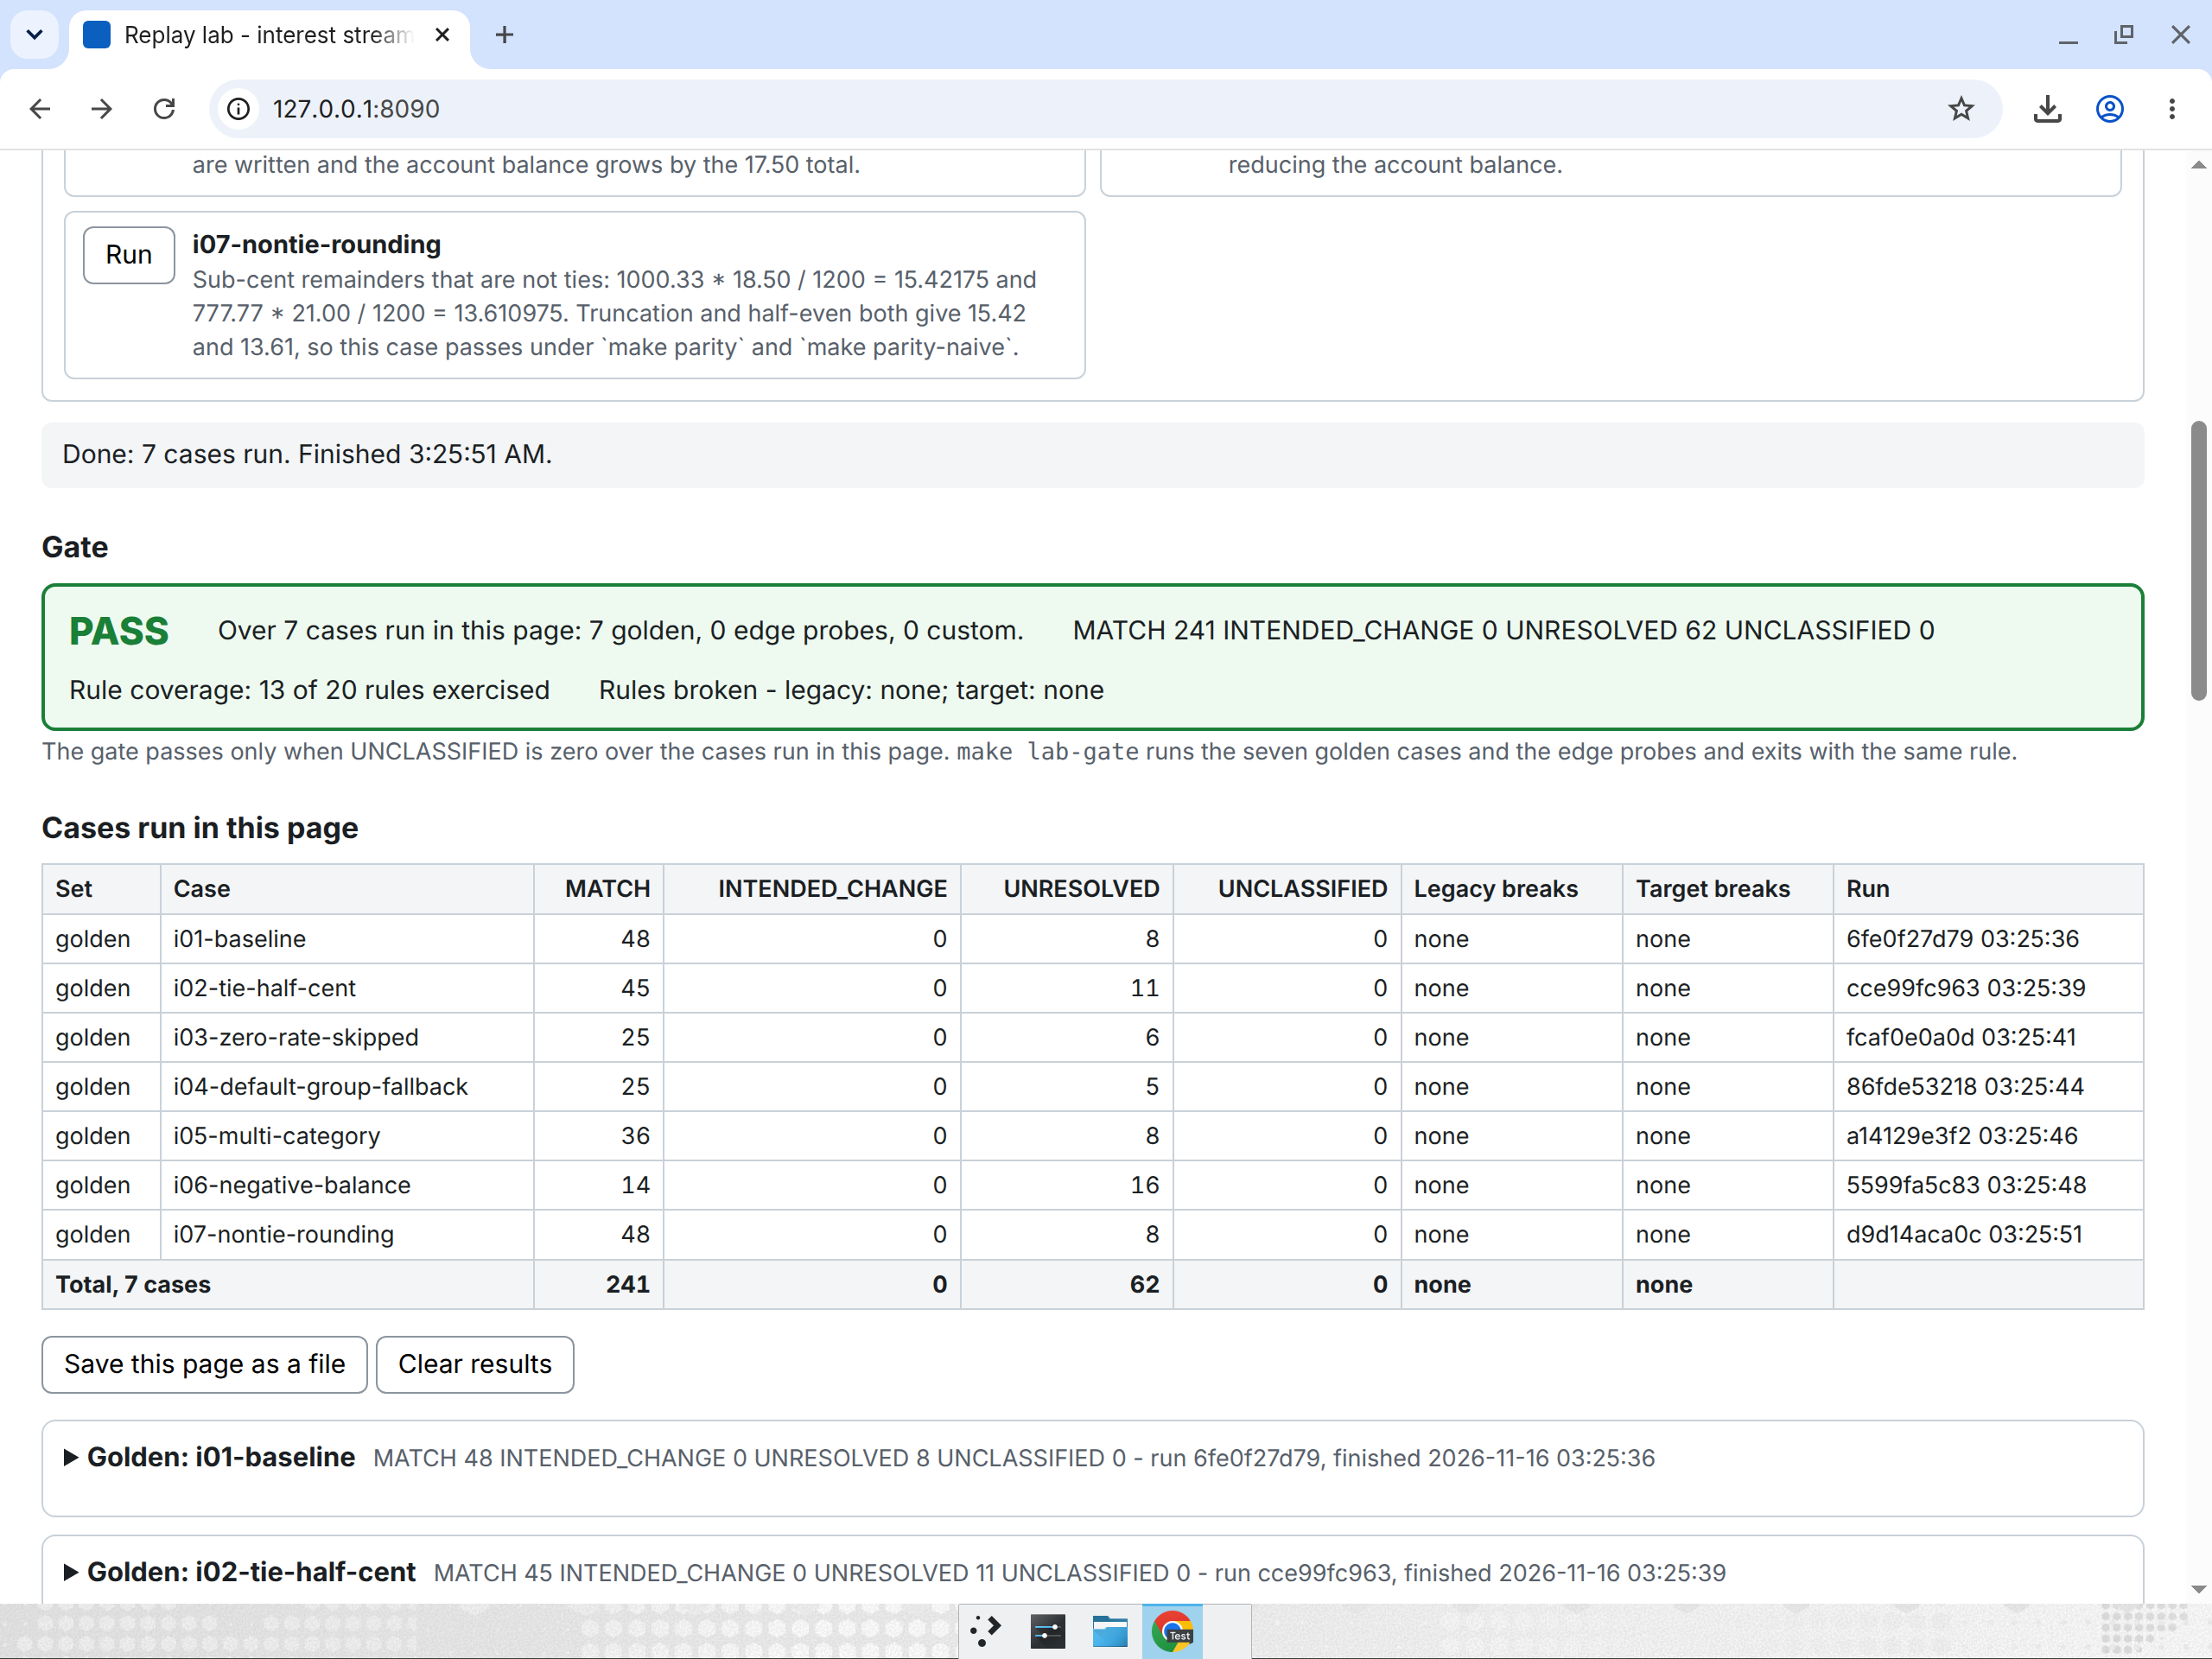 Replay lab - interest stream
127.0.0.1:8090
are written and the account balance grows by the 17.50 total.
reducing the account balance.
Run
i07-nontie-rounding
Sub-cent remainders that are not ties: 1000.33 * 18.50 / 1200 = 15.42175 and
777.77 * 21.00 / 1200 = 13.610975. Truncation and half-even both give 15.42
and 13.61, so this case passes under `make parity` and `make parity-naive`.
Done: 7 cases run. Finished 3:25:51 AM.
Gate
PASS Over 7 cases run in this page: 7 golden, 0 edge probes, 0 custom. MATCH 241 INTENDED_CHANGE 0 UNRESOLVED 62 UNCLASSIFIED 0
Rule coverage: 13 of 20 rules exercised Rules broken - legacy: none; target: none
The gate passes only when UNCLASSIFIED is zero over the cases run in this page. make lab-gate runs the seven golden cases and the edge probes and exits with the same rule.
Cases run in this page
Set Case MATCH INTENDED_CHANGE UNRESOLVED UNCLASSIFIED Legacy breaks Target breaks Run
golden i01-baseline 48 0 8 0 none none 6fe0f27d79 03:25:36
golden i02-tie-half-cent 45 0 11 0 none none cce99fc963 03:25:39
golden i03-zero-rate-skipped 25 0 6 0 none none fcaf0e0a0d 03:25:41
golden i04-default-group-fallback 25 0 5 0 none none 86fde53218 03:25:44
golden i05-multi-category 36 0 8 0 none none a14129e3f2 03:25:46
golden i06-negative-balance 14 0 16 0 none none 5599fa5c83 03:25:48
golden i07-nontie-rounding 48 0 8 0 none none d9d14aca0c 03:25:51
Total, 7 cases 241 0 62 0 none none
Save this page as a file Clear results
Golden: i01-baseline MATCH 48 INTENDED_CHANGE 0 UNRESOLVED 8 UNCLASSIFIED 0 - run 6fe0f27d79, finished 2026-11-16 03:25:36
Golden: i02-tie-half-cent MATCH 45 INTENDED_CHANGE 0 UNRESOLVED 11 UNCLASSIFIED 0 - run cce99fc963, finished 2026-11-16 03:25:39
Test